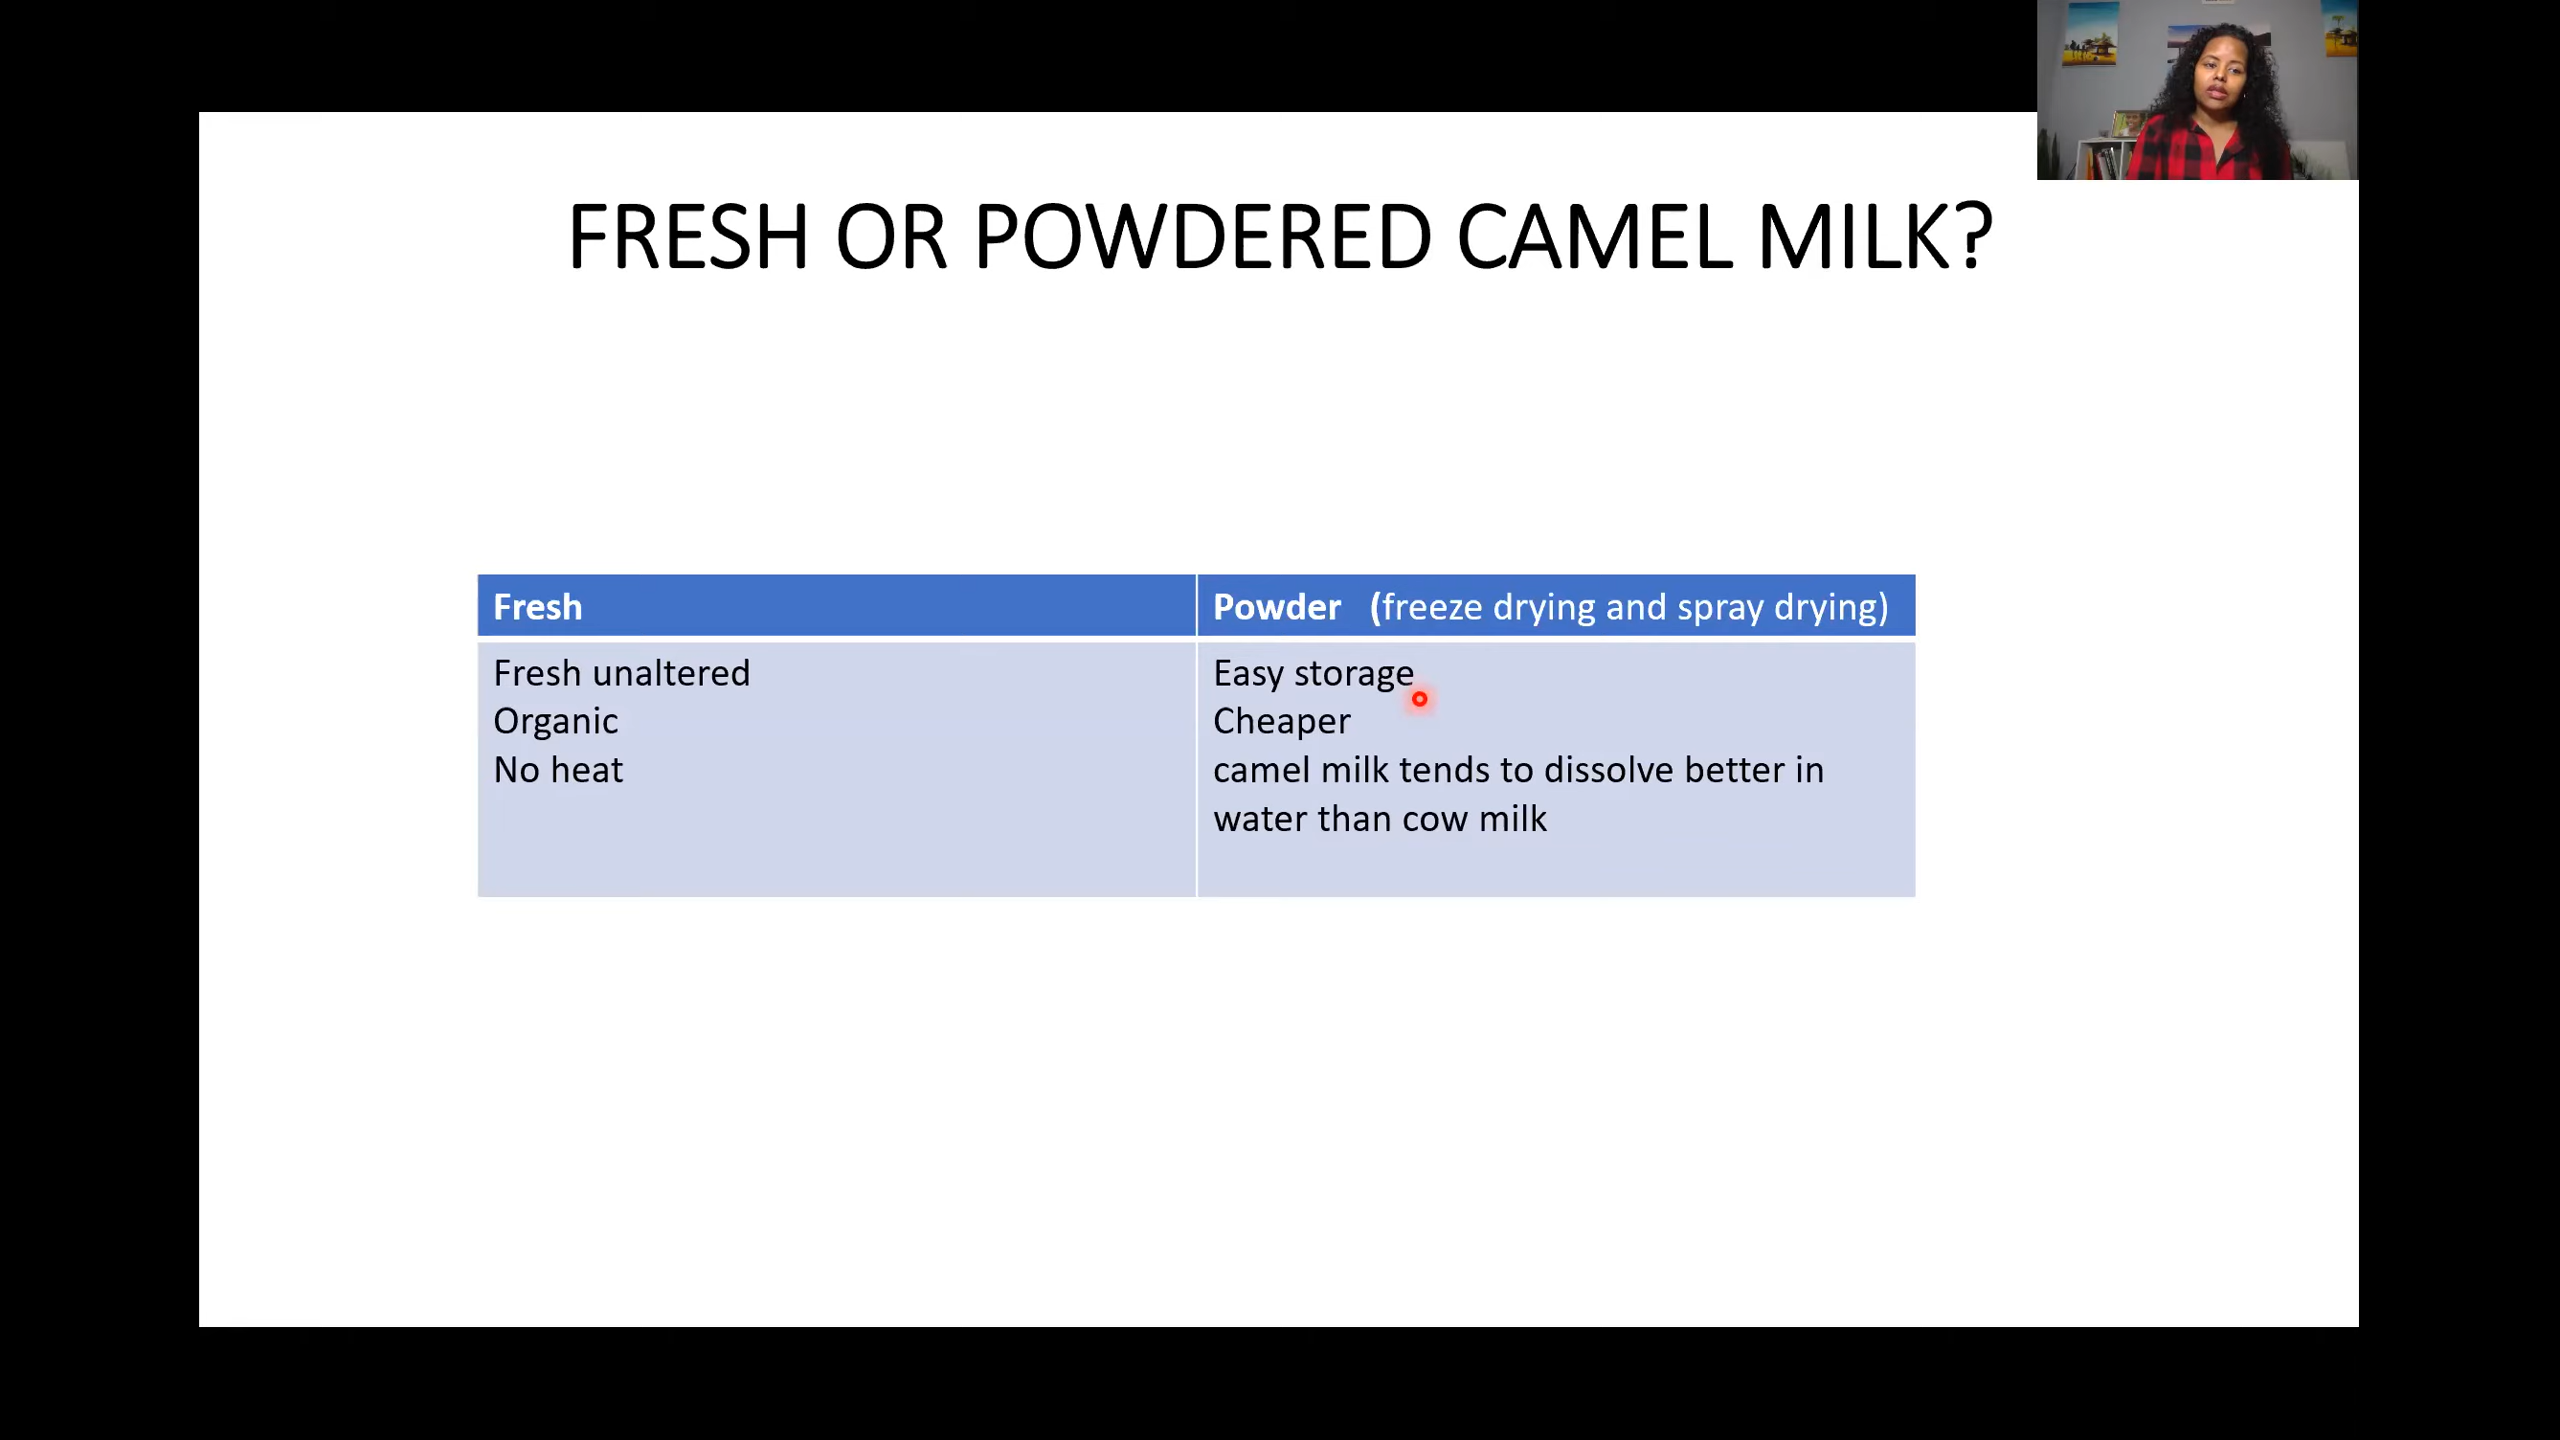 FRESH OR POWDERED CAMEL MILK?
Fresh
Powder (freeze drying and spray drying)
Fresh unaltered
Organic
No heat
Easy storage
Cheaper
camel milk tends to dissolve better in
water than cow milk